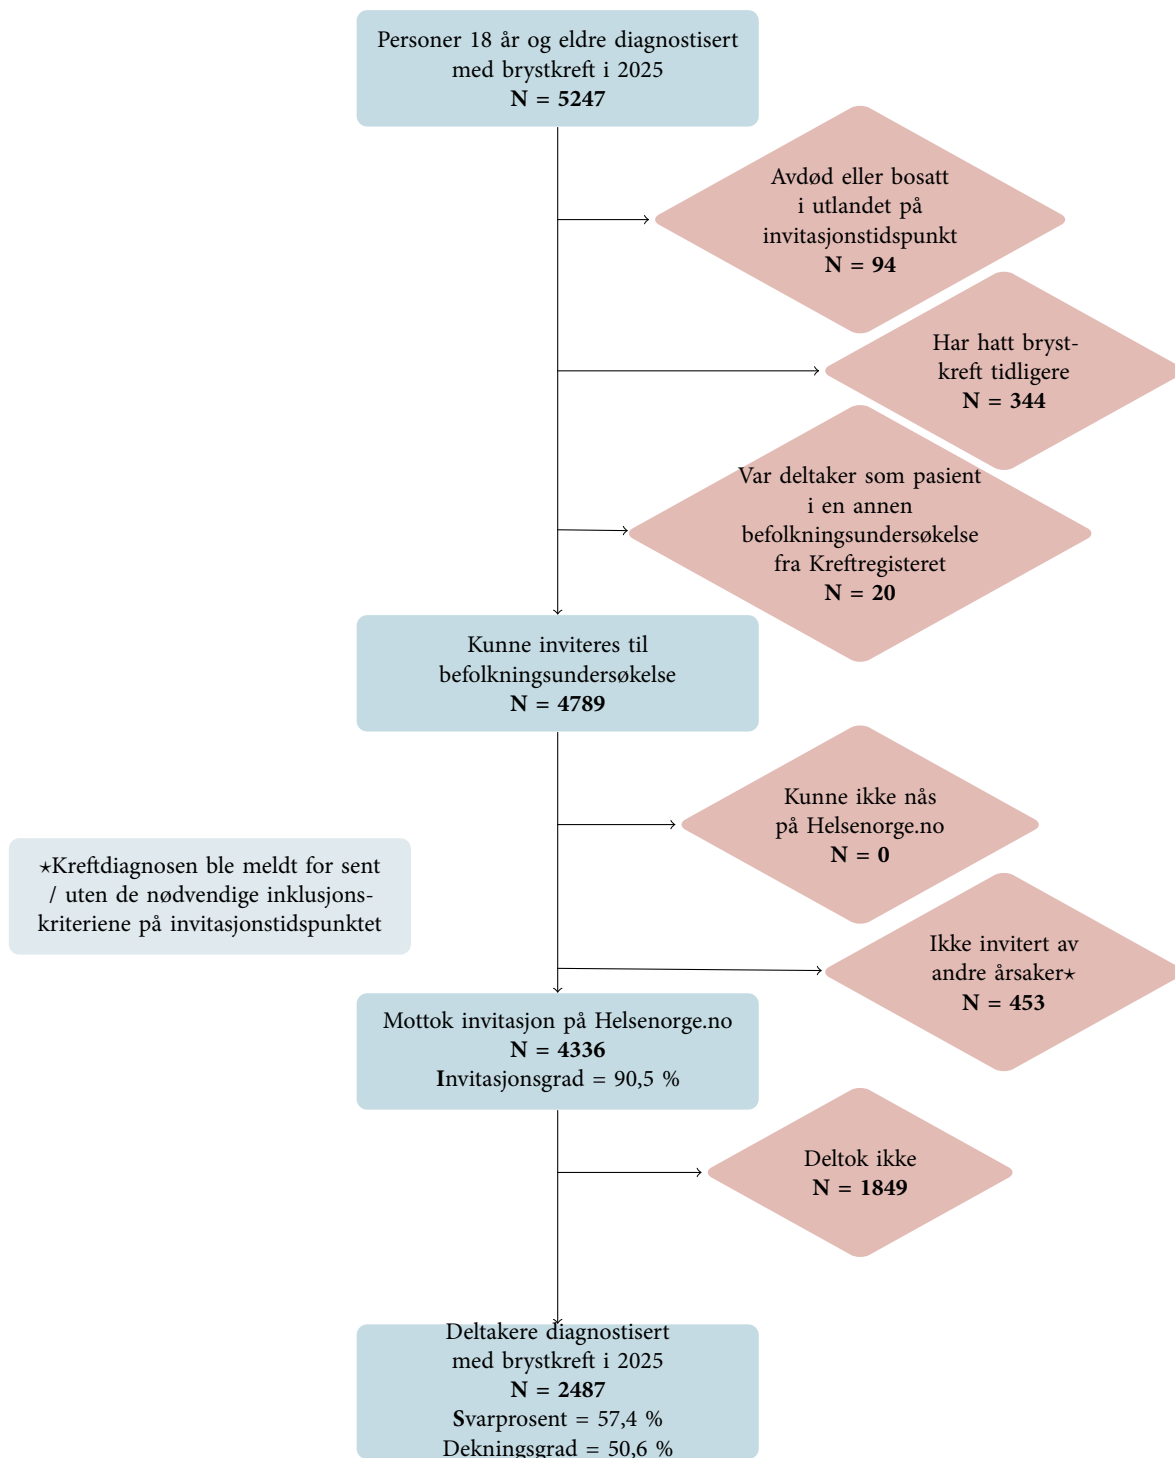 Personer 18 år og eldre diagnostisert
med brystkreft i 2025
N = 5247
Avdød eller bosatt
i utlandet på
invitasjonstidspunkt
N = 94
Har hatt bryst-
kreft tidligere
N = 344
Var deltaker som pasient
i en annen
befolkningsundersøkelse
fra Kreftregisteret
N = 20
Kunne inviteres til
befolkningsundersøkelse
N = 4789
Kunne ikke nås
på Helsenorge.no
N = 0
⋆Kreftdiagnosen ble meldt for sent
/ uten de nødvendige inklusjons-
kriteriene på invitasjonstidspunktet
Ikke invitert av
andre årsaker⋆
N = 453
Mottok invitasjon på Helsenorge.no
N = 4336
Invitasjonsgrad = 90,5 %
Deltok ikke
N = 1849
Deltakere diagnostisert
med brystkreft i 2025
N = 2487
Svarprosent = 57,4 %
Dekningsgrad = 50,6 %